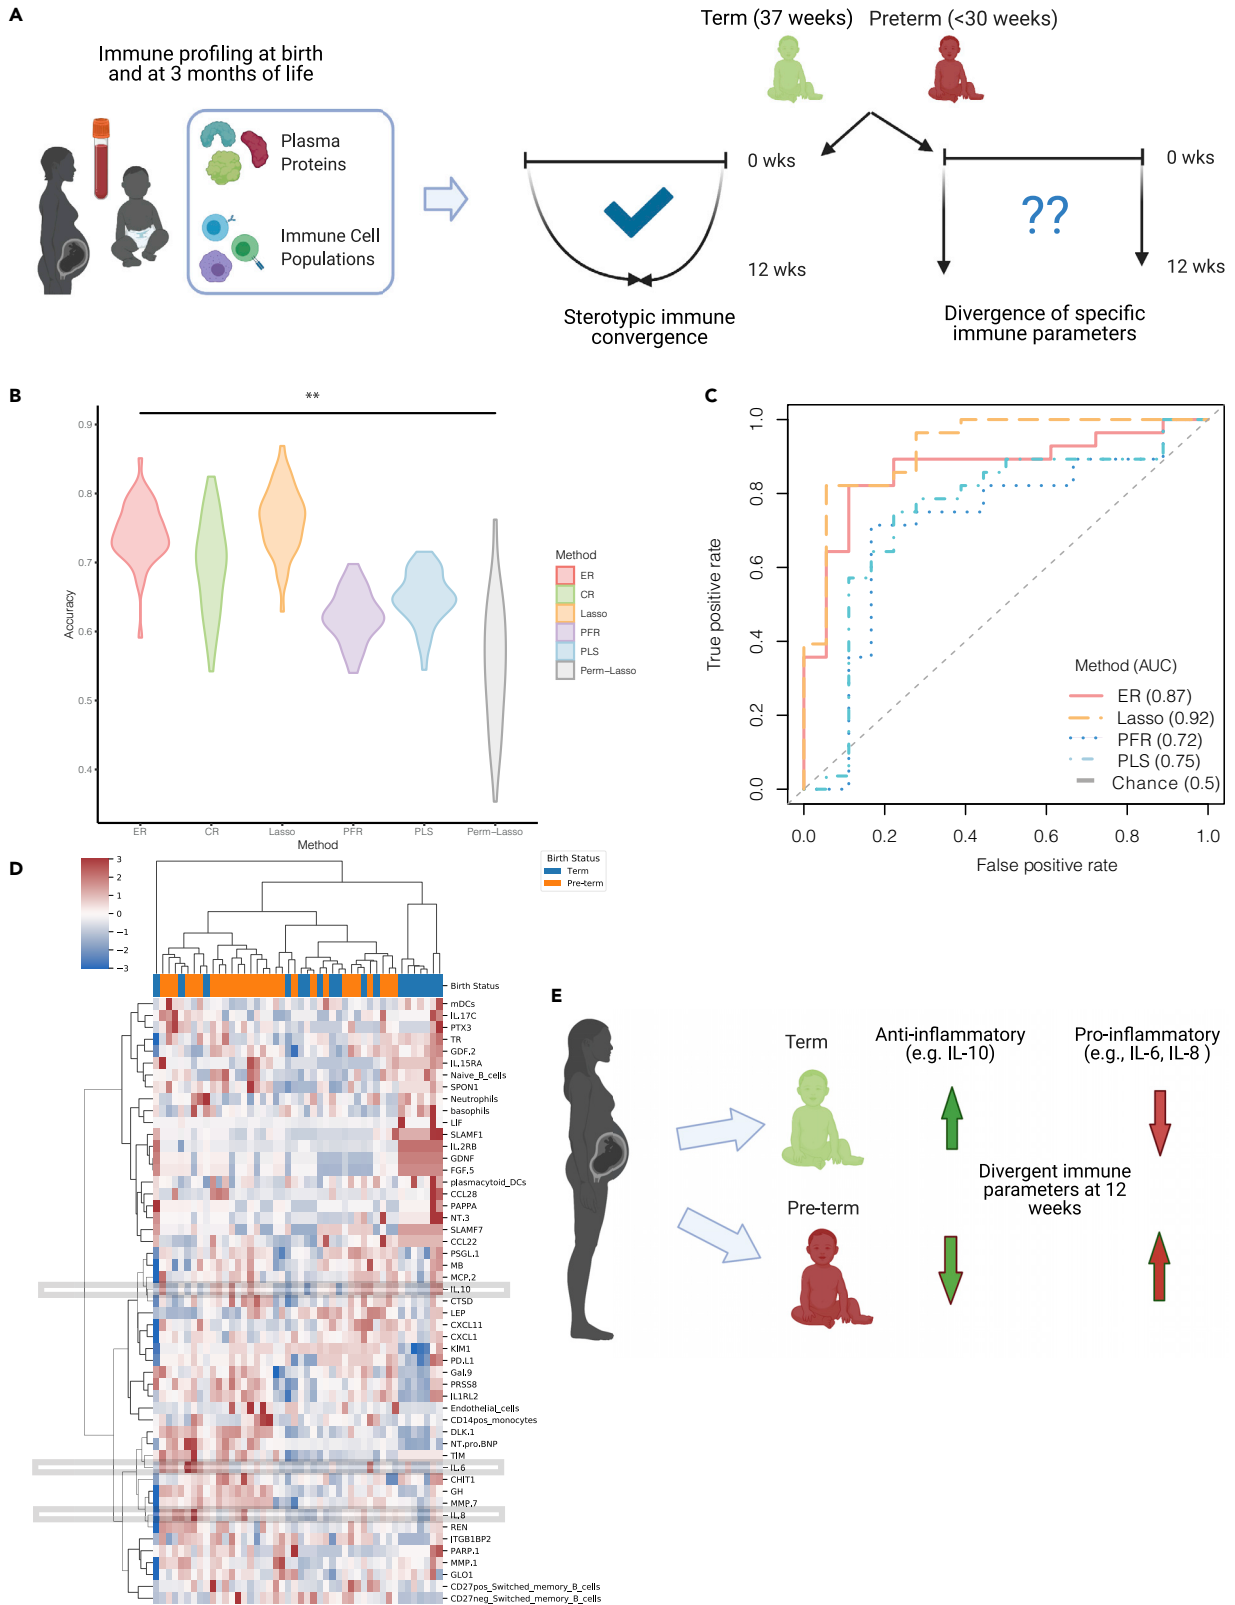 A
Immune profiling at birth
and at 3 months of life
Plasma
Proteins
Immune Cell
Populations
Term (37 weeks)
Preterm (<30 weeks)
0 wks
12 wks
Sterotypic immune
convergence
??
0 wks
12 wks
Divergence of specific
immune parameters
B
**
Accuracy
0.9
0.8
0.7
0.6
0.5
0.4
ER
CR
Lasso
PFR
PLS
Perm-Lasso
Method
Method
ER
CR
Lasso
PFR
PLS
Perm-Lasso
C
True positive rate
1.0
0.8
0.6
0.4
0.2
0.0
0.0
0.2
0.4
0.6
0.8
1.0
False positive rate
Method (AUC)
ER (0.87)
Lasso (0.92)
PFR (0.72)
PLS (0.75)
Chance (0.5)
D
3
2
1
0
−1
−2
−3
Birth Status
Term
Pre-term
Birth Status
mDCs
IL.17C
PTX3
TR
GDF.2
IL.15RA
Naive_B_cells
SPON1
Neutrophils
basophils
LIF
SLAMF1
IL.2RB
GDNF
FGF.5
plasmacytoid_DCs
CCL28
PAPPA
NT.3
SLAMF7
CCL22
PSGL.1
MB
MCP.2
IL.10
CTSD
LEP
CXCL11
CXCL1
KIM1
PD.L1
Gal.9
PRSS8
IL1RL2
Endothelial_cells
CD14pos_monocytes
DLK.1
NT.pro.BNP
TIM
IL.6
CHIT1
GH
MMP.7
IL.8
REN
ITGB1BP2
PARP.1
MMP.1
GLO1
CD27pos_Switched_memory_B_cells
CD27neg_Switched_memory_B_cells
E
Term
Anti-inflammatory
(e.g. IL-10)
Pro-inflammatory
(e.g., IL-6, IL-8 )
Divergent immune
parameters at 12
weeks
Pre-term